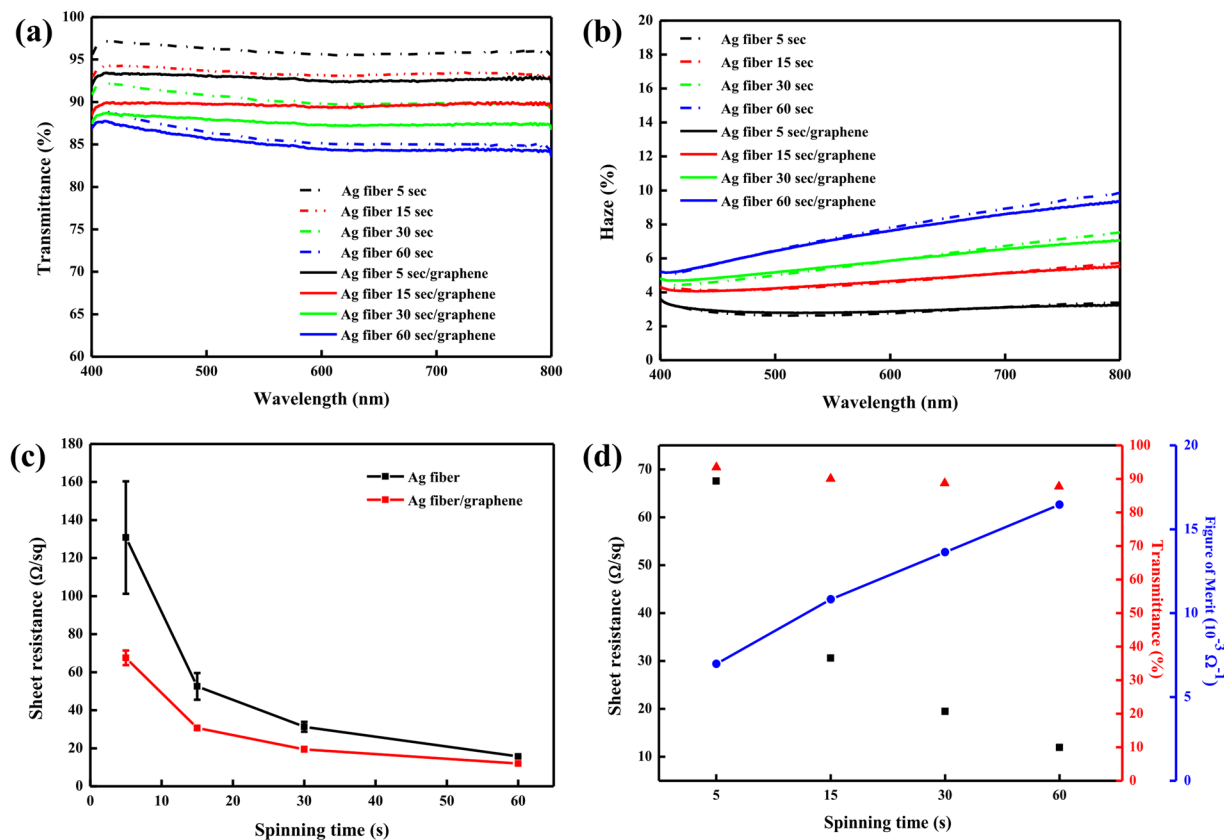 (a)
100
95
90
85
80
75
70
65
60
400
500
600
700
800
Transmittance (%)
Wavelength (nm)
Ag fiber 5 sec
Ag fiber 15 sec
Ag fiber 30 sec
Ag fiber 60 sec
Ag fiber 5 sec/graphene
Ag fiber 15 sec/graphene
Ag fiber 30 sec/graphene
Ag fiber 60 sec/graphene
(b)
20
18
16
14
12
10
8
6
4
2
0
400
500
600
700
800
Haze (%)
Wavelength (nm)
Ag fiber 5 sec
Ag fiber 15 sec
Ag fiber 30 sec
Ag fiber 60 sec
Ag fiber 5 sec/graphene
Ag fiber 15 sec/graphene
Ag fiber 30 sec/graphene
Ag fiber 60 sec/graphene
(c)
180
160
140
120
100
80
60
40
20
0
0
10
20
30
40
50
60
Sheet resistance (Ω/sq)
Spinning time (s)
Ag fiber
Ag fiber/graphene
(d)
70
60
50
40
30
20
10
5
15
30
60
Sheet resistance (Ω/sq)
Spinning time (s)
100
90
80
70
60
50
40
30
20
10
0
Transmittance (%)
20
15
10
5
0
Figure of Merit (10⁻³ Ω⁻¹)